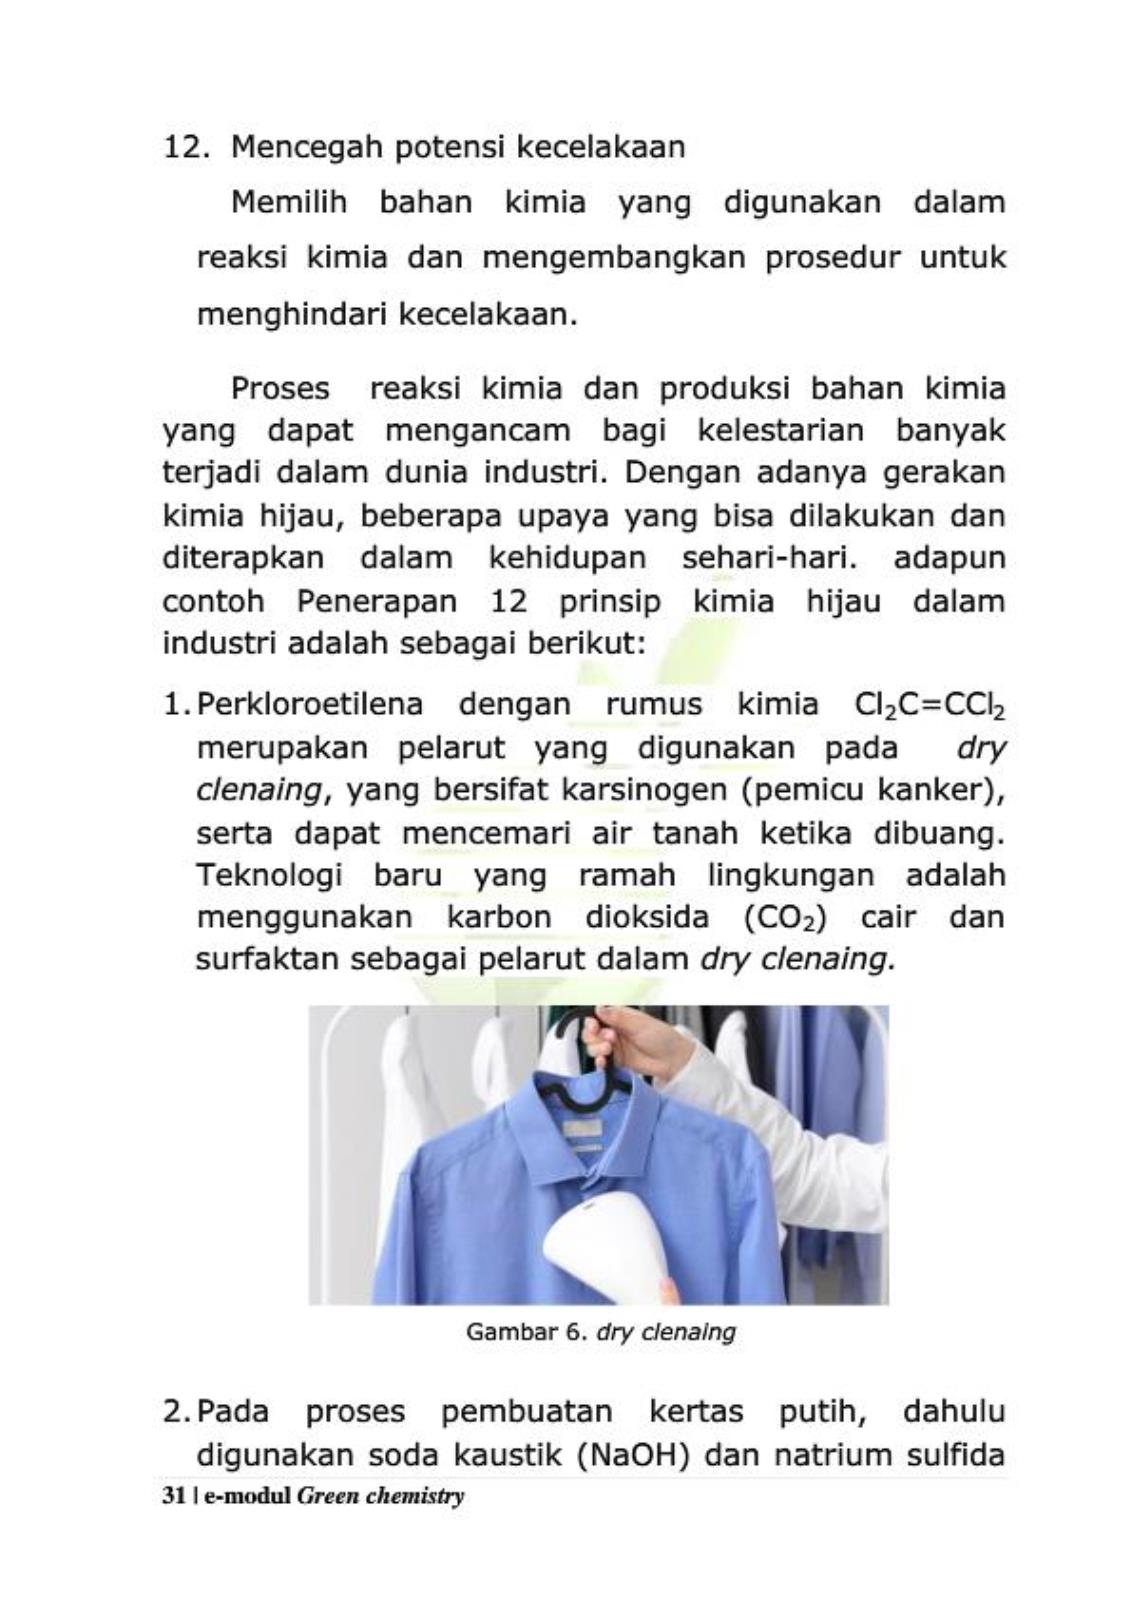 12. Mencegah potensi kecelakaan
Memilih bahan kimia yang digunakan dalam
reaksi kimia dan mengembangkan prosedur untuk
menghindari kecelakaan.
Proses reaksi kimia dan produksi bahan kimia
yang dapat mengancam bagi kelestarian banyak
terjadi dalam dunia industri. Dengan adanya gerakan
kimia hijau, beberapa upaya yang bisa dilakukan dan
diterapkan dalam kehidupan sehari-hari. adapun
contoh Penerapan 12 prinsip kimia hijau dalam
industri adalah sebagai berikut:
1. Perkloroetilena dengan rumus kimia Cl₂C=CCl₂
merupakan pelarut yang digunakan pada dry
clenaing, yang bersifat karsinogen (pemicu kanker),
serta dapat mencemari air tanah ketika dibuang.
Teknologi baru yang ramah lingkungan adalah
menggunakan karbon dioksida (CO₂) cair dan
surfaktan sebagai pelarut dalam dry clenaing.
Gambar 6. dry clenaing
2. Pada proses pembuatan kertas putih, dahulu
digunakan soda kaustik (NaOH) dan natrium sulfida
31 | e-modul Green chemistry